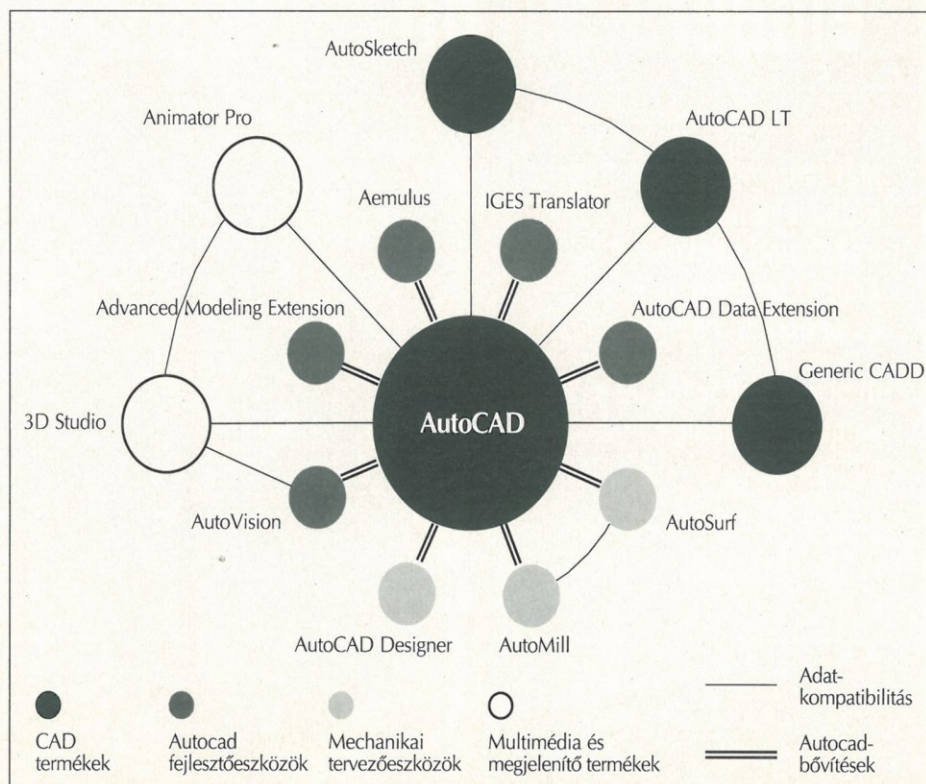 AutoSketch
Animator Pro
AutoCAD LT
Aemulus
IGES Translator
Advanced Modeling Extension
AutoCAD Data Extension
Generic CADD
3D Studio
AutoCAD
AutoVision
AutoSurf
AutoCAD Designer
AutoMill
CAD
termékek
Autocad
fejlesztőeszközök
Mechanikai
tervezőeszközök
Multimédia és
megjelenítő termékek
Adat-
kompatibilitás
Autocad-
bővítések